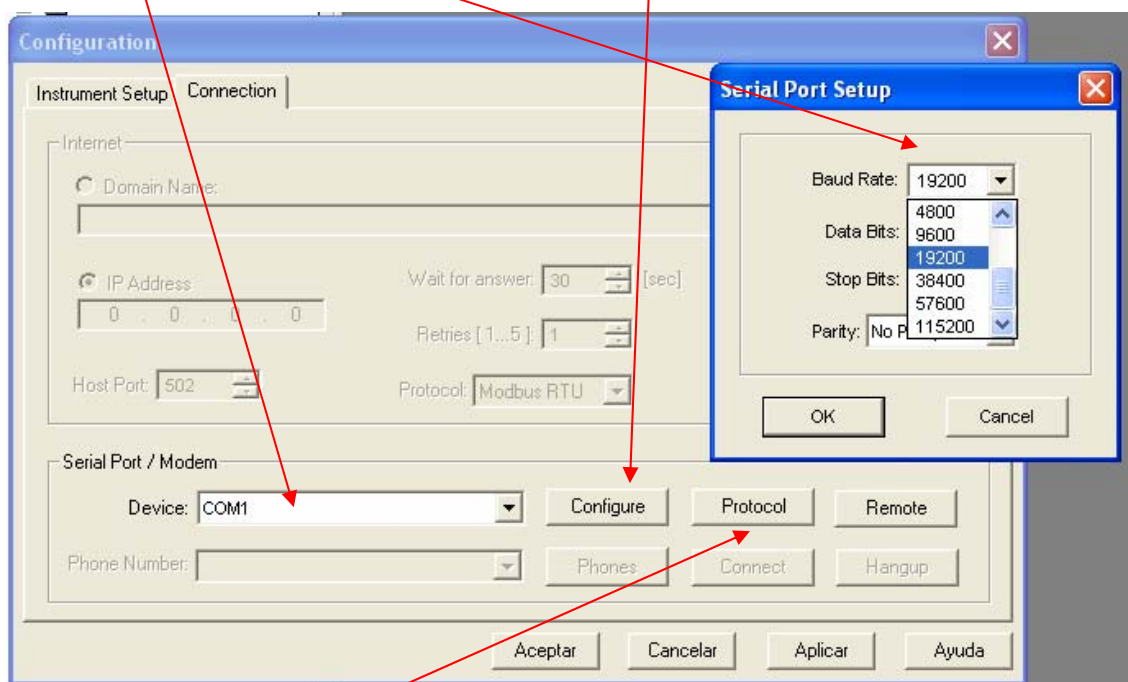 Configuration
Instrument Setup Connection
Internet
Domain Name:
IP Address
0 . 0 . 0 . 0
Wait for answer: 30 [sec]
Retries [ 1...5 ]: 1
Host Port: 502
Protocol: Modbus RTU
Serial Port / Modem
Device: COM1
Configure Protocol Remote
Phone Number:
Phones Connect Hangup
Aceptar Cancelar Aplicar Ayuda
Serial Port Setup
Baud Rate: 19200
4800
9600
19200
38400
57600
115200
Data Bits:
Stop Bits:
Parity: No
OK Cancel